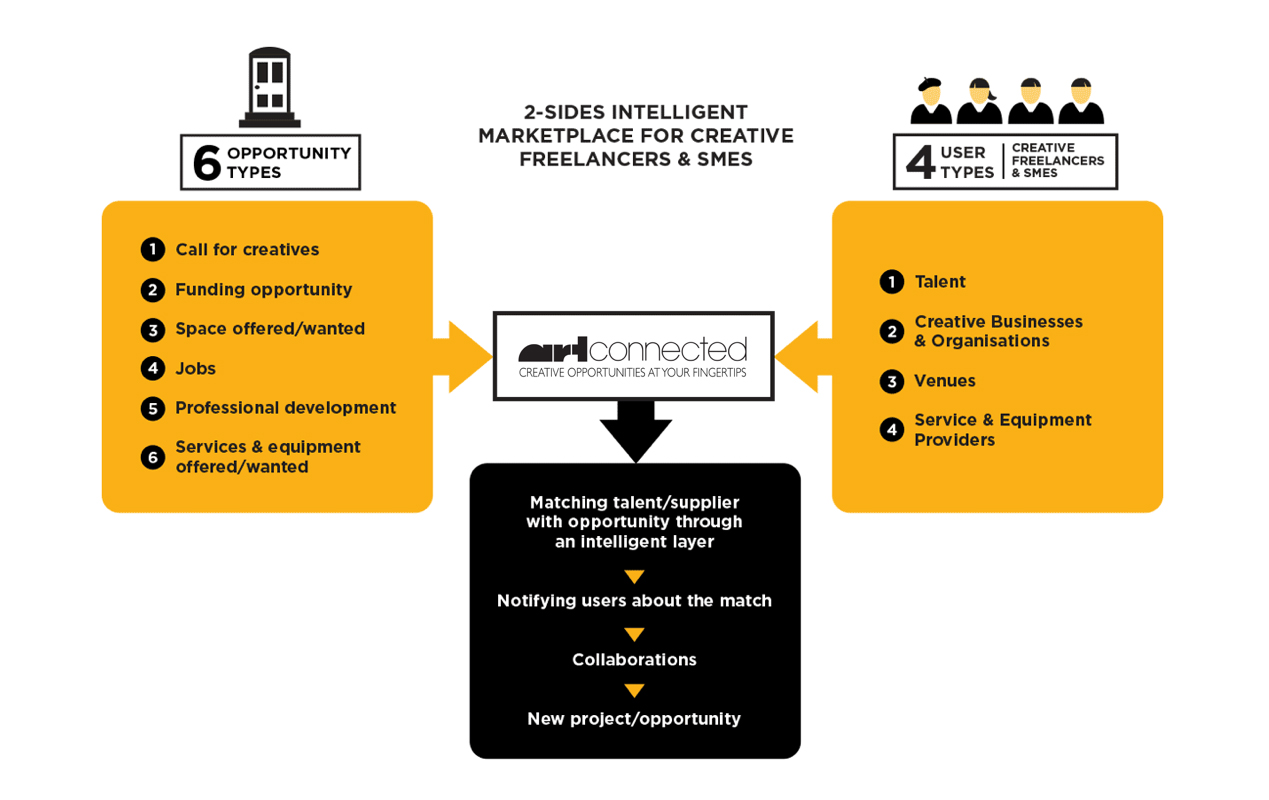 2-SIDES INTELLIGENT
MARKETPLACE FOR CREATIVE
FREELANCERS & SMES
6 OPPORTUNITY
TYPES
1 Call for creatives
2 Funding opportunity
3 Space offered/wanted
4 Jobs
5 Professional development
6 Services & equipment
offered/wanted
4 USER
TYPES
CREATIVE
FREELANCERS
& SMES
1 Talent
2 Creative Businesses
& Organisations
3 Venues
4 Service & Equipment
Providers
artconnected
CREATIVE OPPORTUNITIES AT YOUR FINGERTIPS
Matching talent/supplier
with opportunity through
an intelligent layer
Notifying users about the match
Collaborations
New project/opportunity